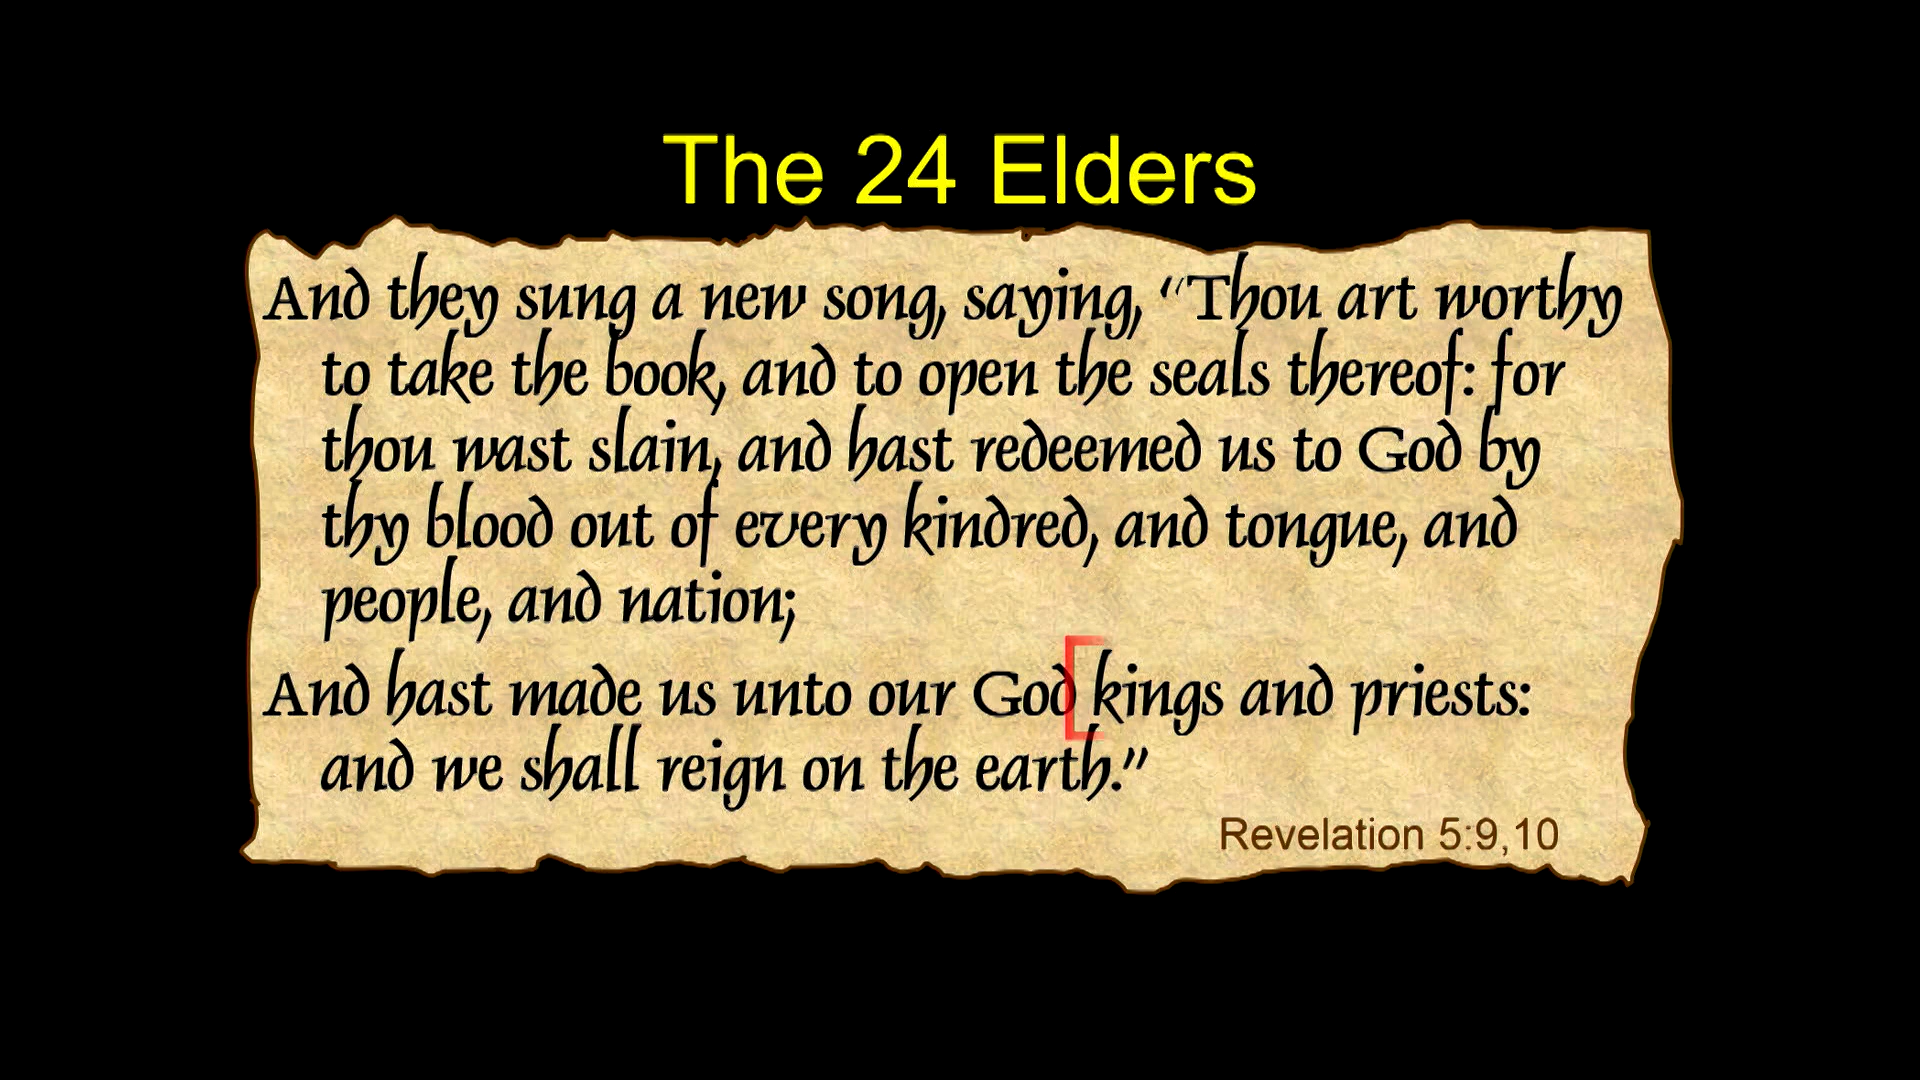 The 24 Elders
And they sung a new song, saying, “Thou art worthy
to take the book, and to open the seals thereof: for
thou wast slain, and hast redeemed us to God by
thy blood out of every kindred, and tongue, and
people, and nation;
And hast made us unto our God kings and priests:
and we shall reign on the earth.”
Revelation 5:9,10